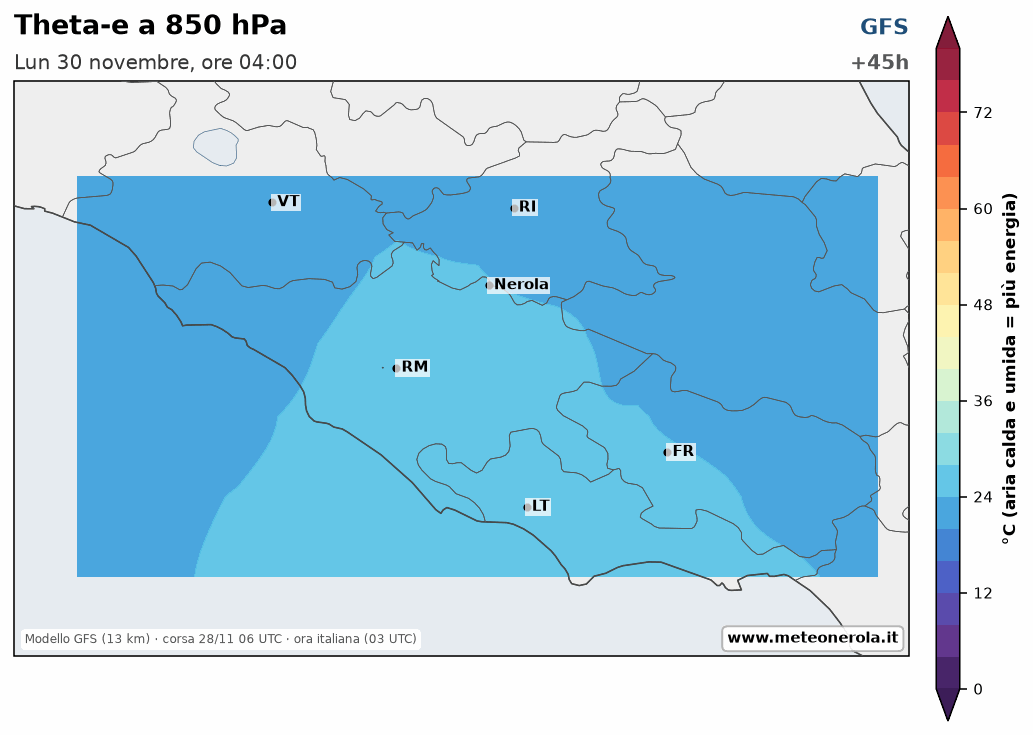 Theta-e a 850 hPa
GFS
Lun 30 novembre, ore 04:00
+45h
VT
RI
Nerola
RM
FR
LT
72
60
48
36
24
12
0
°C (aria calda e umida = più energia)
Modello GFS (13 km) · corsa 28/11 06 UTC · ora italiana (03 UTC)
www.meteonerola.it